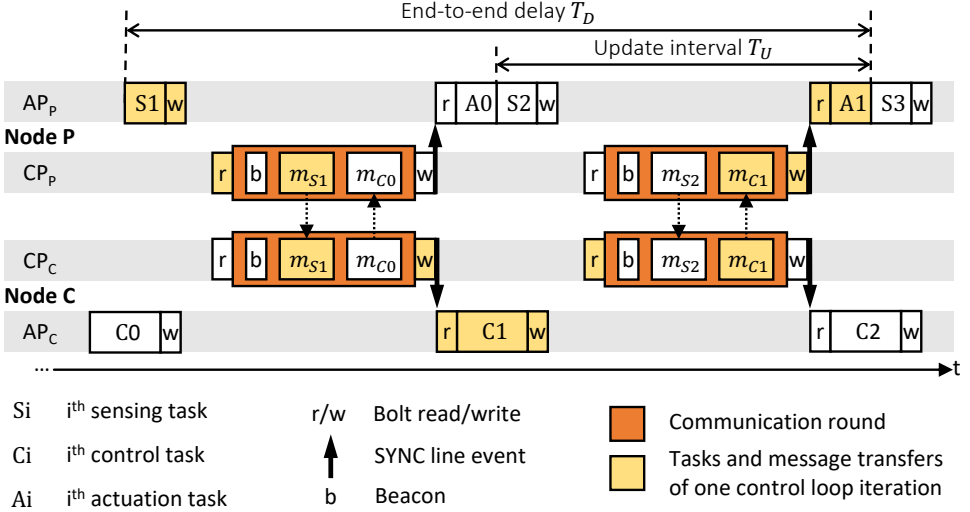 End-to-end delay T_D
Update interval T_U
AP_P S1 w r A0 S2 w r A1 S3 w
Node P
CP_P r b m_S1 m_C0 w r b m_S2 m_C1 w
CP_C r b m_S1 m_C0 w r b m_S2 m_C1 w
Node C
AP_C C0 w r C1 w r C2 w
... t
Si i^th sensing task r/w Bolt read/write Communication round
Ci i^th control task SYNC line event Tasks and message transfers
of one control loop iteration
Ai i^th actuation task b Beacon